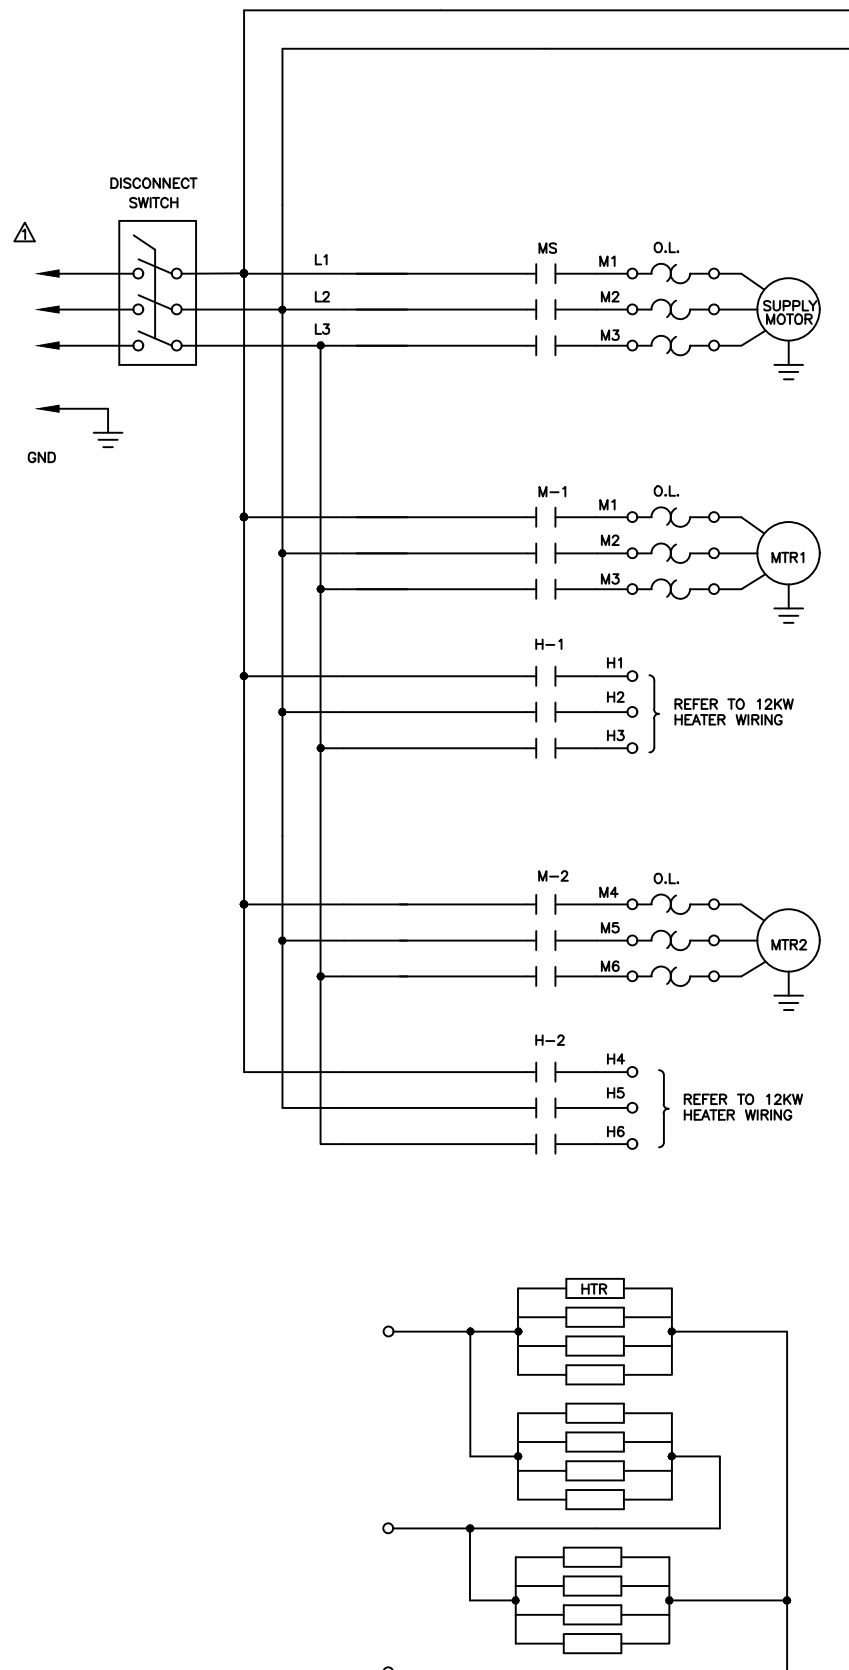 DISCONNECT
SWITCH
1
L1
L2
L3
GND
MS
O.L.
M1
M2
M3
SUPPLY
MOTOR
M-1
O.L.
M1
M2
M3
MTR1
H-1
H1
H2
H3
REFER TO 12KW
HEATER WIRING
M-2
O.L.
M4
M5
M6
MTR2
H-2
H4
H5
H6
REFER TO 12KW
HEATER WIRING
HTR